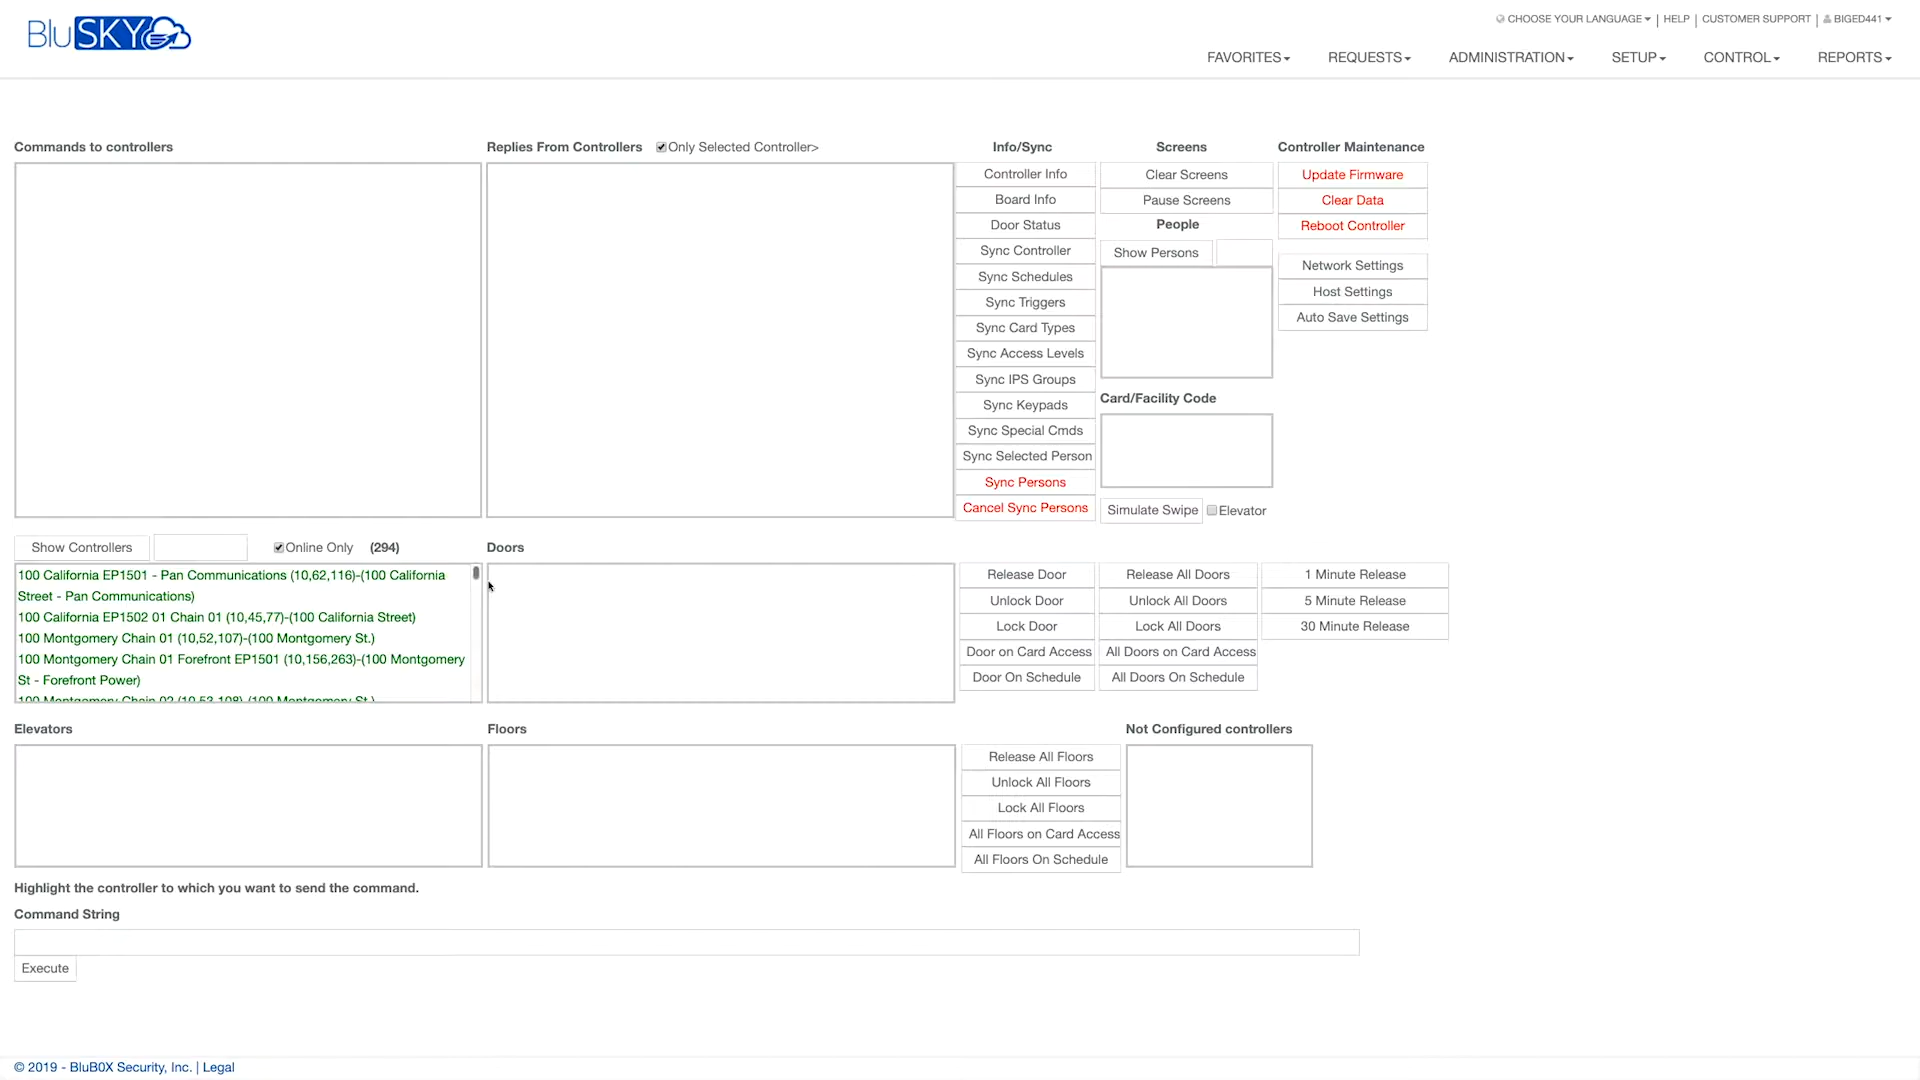 BluSKY
CHOOSE YOUR LANGUAGE | HELP | CUSTOMER SUPPORT | BIGED441
FAVORITES REQUESTS ADMINISTRATION SETUP CONTROL REPORTS
Commands to controllers
Replies From Controllers Only Selected Controller>
Info/Sync
Controller Info
Board Info
Door Status
Sync Controller
Sync Schedules
Sync Triggers
Sync Card Types
Sync Access Levels
Sync IPS Groups
Sync Keypads
Sync Special Cmds
Sync Selected Person
Sync Persons
Cancel Sync Persons
Screens
Clear Screens
Pause Screens
People
Show Persons
Card/Facility Code
Simulate Swipe Elevator
Controller Maintenance
Update Firmware
Clear Data
Reboot Controller
Network Settings
Host Settings
Auto Save Settings
Show Controllers Online Only (294)
100 California EP1501 - Pan Communications (10,62,116)-(100 California
Street - Pan Communications)
100 California EP1502 01 Chain 01 (10,45,77)-(100 California Street)
100 Montgomery Chain 01 (10,52,107)-(100 Montgomery St.)
100 Montgomery Chain 01 Forefront EP1501 (10,156,263)-(100 Montgomery
St - Forefront Power)
100 Montgomery Chain 02 (10,53,108)-(100 Montgomery St.)
Doors
Release Door
Unlock Door
Lock Door
Door on Card Access
Door On Schedule
Release All Doors
Unlock All Doors
Lock All Doors
All Doors on Card Access
All Doors On Schedule
1 Minute Release
5 Minute Release
30 Minute Release
Elevators
Floors
Release All Floors
Unlock All Floors
Lock All Floors
All Floors on Card Access
All Floors On Schedule
Not Configured controllers
Highlight the controller to which you want to send the command.
Command String
Execute
© 2019 - BluB0X Security, Inc. | Legal